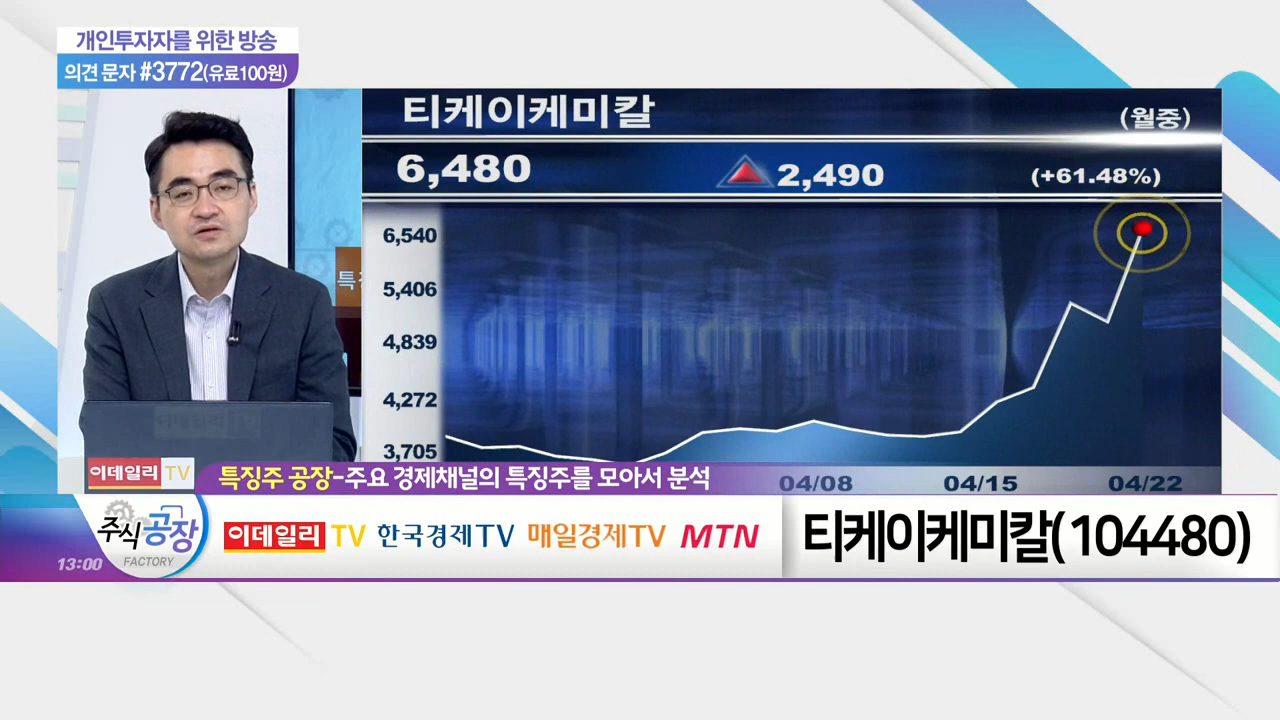 개인투자자를 위한 방송
의견 문자 #3772(유료100원)
티케이케미칼
(월중)
6,480
2,490
(+61.48%)
6,540
5,406
4,839
4,272
3,705
04/08
04/15
04/22
특징
이데일리 TV
특징주 공장-주요 경제채널의 특징주를 모아서 분석
13:00
주식공장
FACTORY
이데일리 TV 한국경제TV 매일경제TV MTN
티케이케미칼(104480)